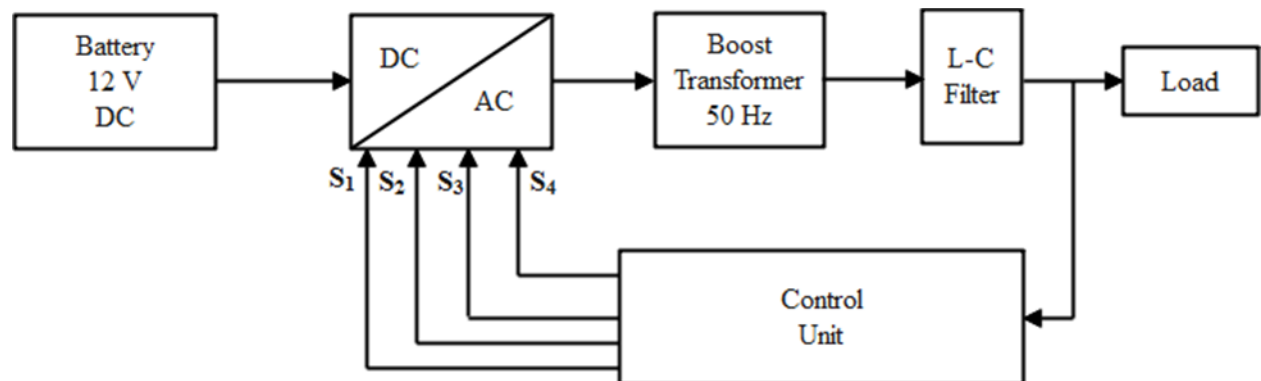 Battery
12 V
DC
DC
AC
Boost
Transformer
50 Hz
L-C
Filter
Load
S₁
S₂
S₃
S₄
Control
Unit